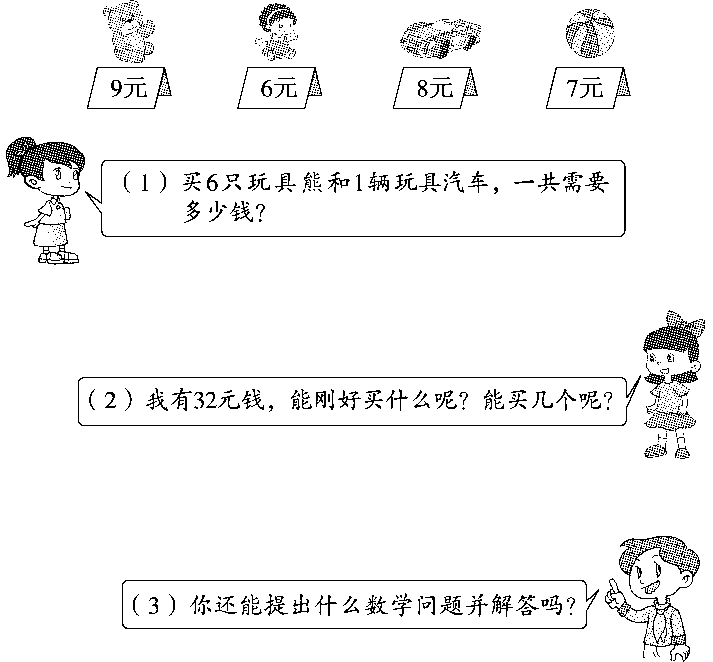 9元 6元 8元 7元
（1）买6只玩具熊和1辆玩具汽车，一共需要
多少钱？
（2）我有32元钱，能刚好买什么呢？能买几个呢？
（3）你还能提出什么数学问题并解答吗？